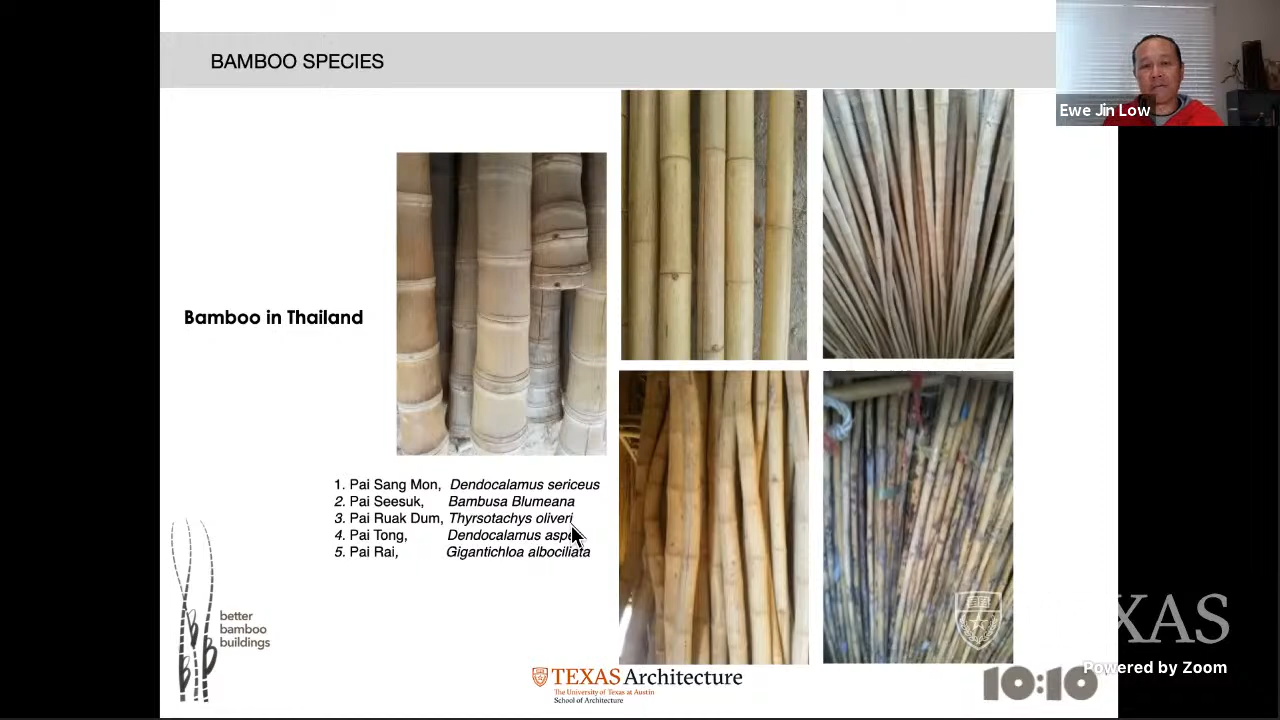 BAMBOO SPECIES
Ewe Jin Low
Bamboo in Thailand
1. Pai Sang Mon, Dendocalamus sericeus
2. Pai Seesuk, Bambusa Blumeana
3. Pai Ruak Dum, Thyrsotachys oliveri
4. Pai Tong, Dendocalamus
5. Pai Rai, Gigantichloa albociliata
better
bamboo
buildings
TEXAS Architecture
The University of Texas at Austin
School of Architecture
XAS
Powered by Zoom
10:10